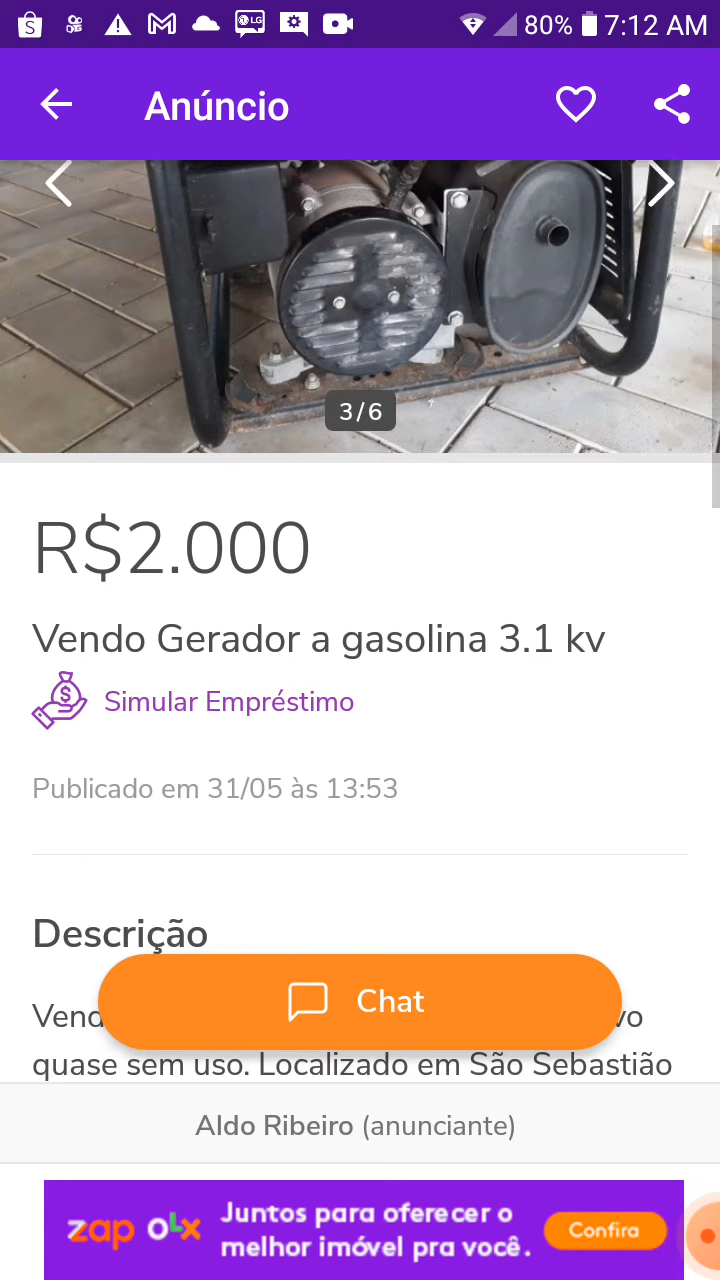 80% 7:12 AM
Anúncio
3/6
R$2.000
Vendo Gerador a gasolina 3.1 kv
Simular Empréstimo
Publicado em 31/05 às 13:53
Descrição
Chat
quase sem uso. Localizado em São Sebastião
Aldo Ribeiro (anunciante)
zap OLX Juntos para oferecer o
melhor imóvel pra você. Confira